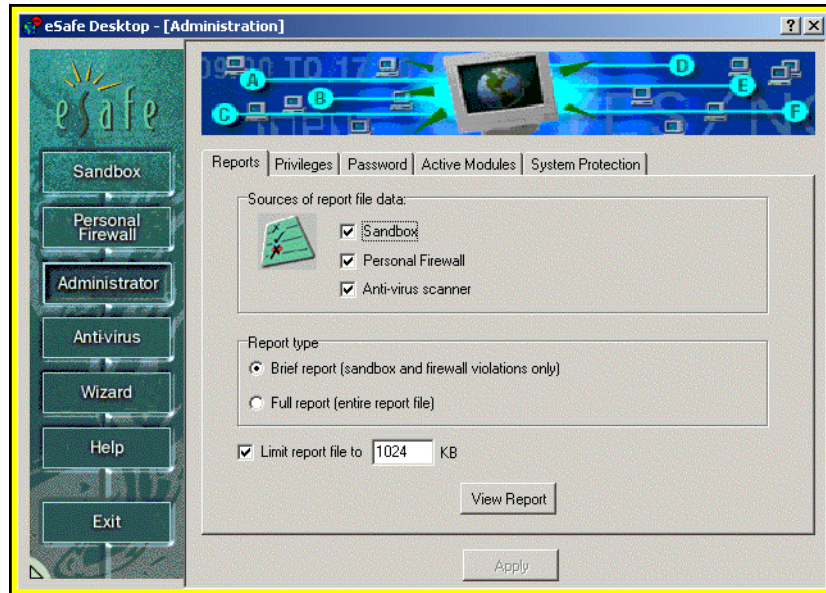 eSafe Desktop - [Administration]
eSafe
A
B
C
D
E
F
Sandbox
Personal
Firewall
Administrator
Anti-virus
Wizard
Help
Exit
Reports Privileges Password Active Modules System Protection
Sources of report file data:
Sandbox
Personal Firewall
Anti-virus scanner
Report type
Brief report (sandbox and firewall violations only)
Full report (entire report file)
Limit report file to 1024 KB
View Report
Apply